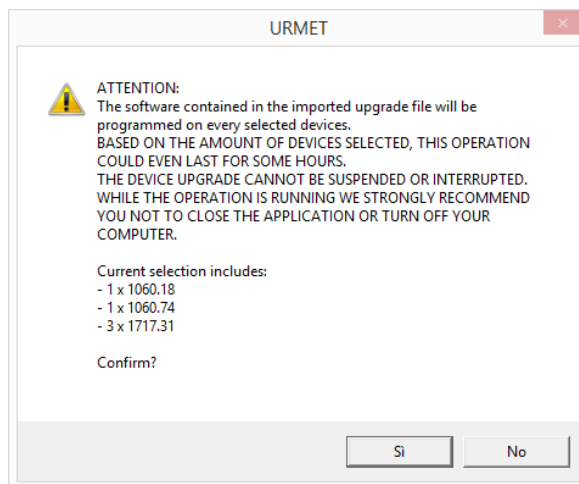 URMET
ATTENTION:
The software contained in the imported upgrade file will be
programmed on every selected devices.
BASED ON THE AMOUNT OF DEVICES SELECTED, THIS OPERATION
COULD EVEN LAST FOR SOME HOURS.
THE DEVICE UPGRADE CANNOT BE SUSPENDED OR INTERRUPTED.
WHILE THE OPERATION IS RUNNING WE STRONGLY RECOMMEND
YOU NOT TO CLOSE THE APPLICATION OR TURN OFF YOUR
COMPUTER.
Current selection includes:
- 1 x 1060.18
- 1 x 1060.74
- 3 x 1717.31
Confirm?
Sì
No